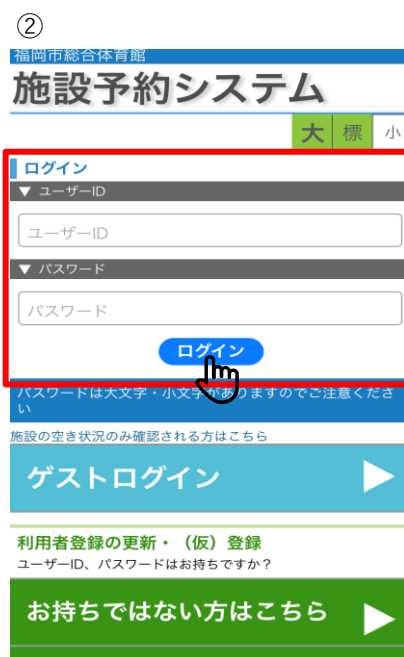 ②
福岡市総合体育館
施設予約システム
大 標 小
ログイン
▼ ユーザーID
ユーザーID
▼ パスワード
パスワード
ログイン
パスワードは大文字・小文字がありますのでご注意くださ
い
施設の空き状況のみ確認される方はこちら
ゲストログイン
利用者登録の更新・（仮）登録
ユーザーID、パスワードはお持ちですか？
お持ちではない方はこちら